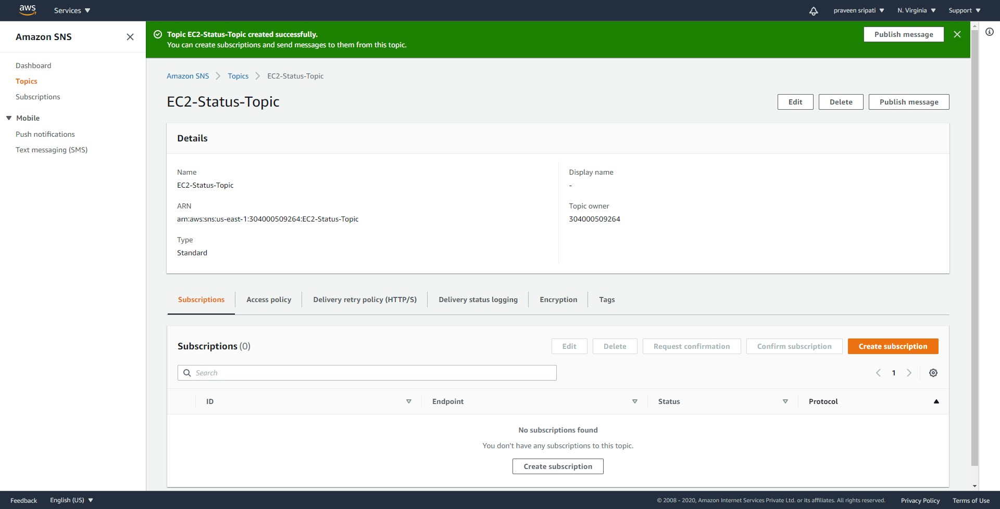 aws
Services
praveen sripati
N. Virginia
Support
Amazon SNS
Dashboard
Topics
Subscriptions
Mobile
Push notifications
Text messaging (SMS)
Topic EC2-Status-Topic created successfully.
You can create subscriptions and send messages to them from this topic.
Publish message
Amazon SNS
Topics
EC2-Status-Topic
EC2-Status-Topic
Edit
Delete
Publish message
Details
Name
EC2-Status-Topic
ARN
arn:aws:sns:us-east-1:304000509264:EC2-Status-Topic
Type
Standard
Display name
-
Topic owner
304000509264
Subscriptions
Access policy
Delivery retry policy (HTTP/S)
Delivery status logging
Encryption
Tags
Subscriptions (0)
Edit
Delete
Request confirmation
Confirm subscription
Create subscription
Search
1
ID
Endpoint
Status
Protocol
No subscriptions found
You don't have any subscriptions to this topic.
Create subscription
Feedback
English (US)
© 2008 - 2020, Amazon Internet Services Private Ltd. or its affiliates. All rights reserved.
Privacy Policy
Terms of Use